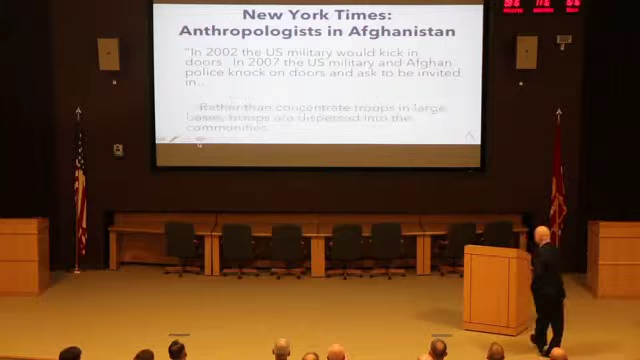 New York Times:
Anthropologists in Afghanistan
"In 2002 the US military would kick in
doors. In 2007 the US military and Afghan
police knock on doors and ask to be invited
in...
Rather than concentrate troops in large
bases, troops are dispersed into the
communities.